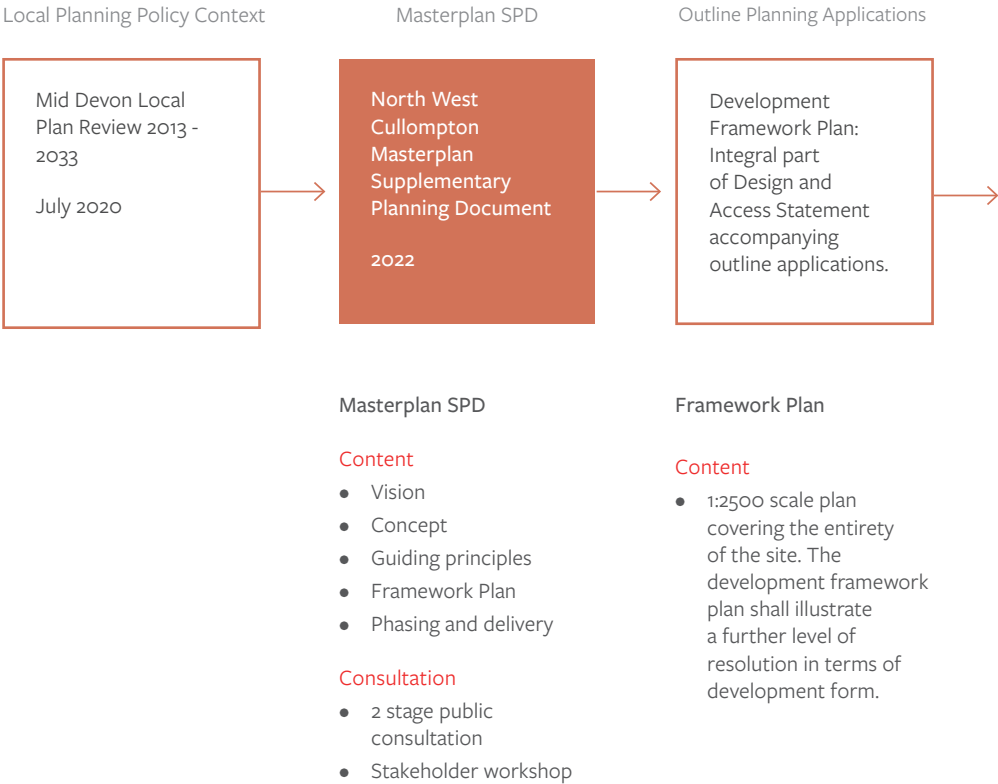 Local Planning Policy Context
Masterplan SPD
Outline Planning Applications
Mid Devon Local
Plan Review 2013 -
2033
July 2020
North West
Cullompton
Masterplan
Supplementary
Planning Document
2022
Development
Framework Plan:
Integral part
of Design and
Access Statement
accompanying
outline applications.
Masterplan SPD
Content
• Vision
• Concept
• Guiding principles
• Framework Plan
• Phasing and delivery
Consultation
• 2 stage public
consultation
• Stakeholder workshop
Framework Plan
Content
• 1:2500 scale plan
covering the entirety
of the site. The
development framework
plan shall illustrate
a further level of
resolution in terms of
development form.